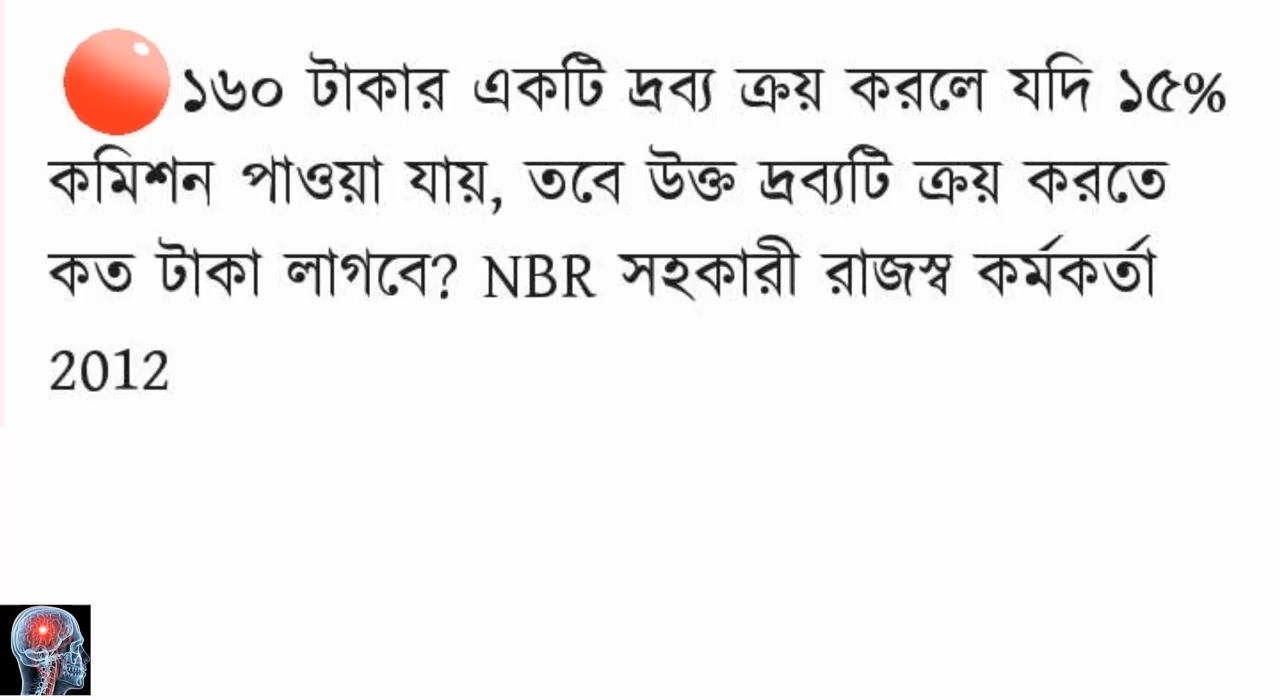 ১৬০ টাকার একটি দ্রব্য ক্রয় করলে যদি ১৫%
কমিশন পাওয়া যায়, তবে উক্ত দ্রব্যটি ক্রয় করতে
কত টাকা লাগবে? NBR সহকারী রাজস্ব কর্মকর্তা
2012